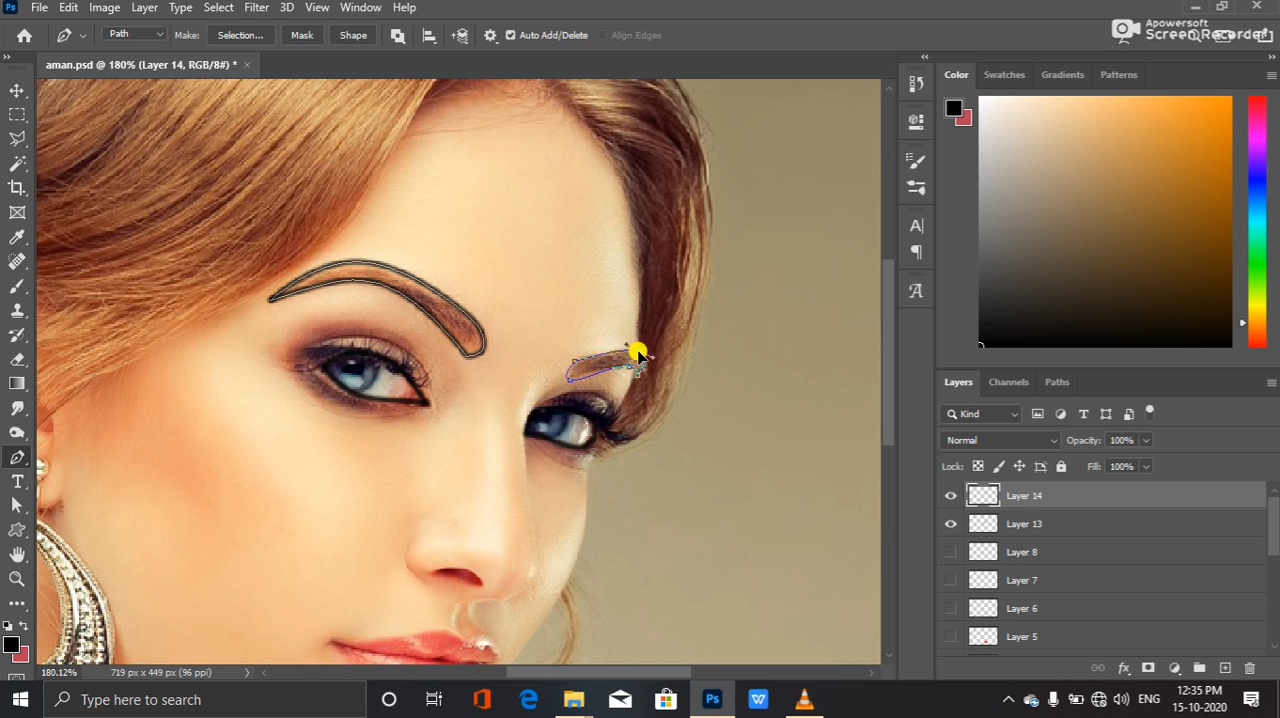 Ps File Edit Image Layer Type Select Filter 3D View Window Help
Apowersoft
Screen Recorder
Path Make: Selection... Mask Shape Auto Add/Delete Align Edges
aman.psd @ 180% (Layer 14, RGB/8#) * ×
Color Swatches Gradients Patterns
Layers Channels Paths
Kind
Normal Opacity: 100%
Lock: Fill: 100%
Layer 14
Layer 13
Layer 8
Layer 7
Layer 6
Layer 5
fx
180.12% 719 px x 449 px (96 ppi)
Type here to search
Ps
W
ENG
12:35 PM
15-10-2020